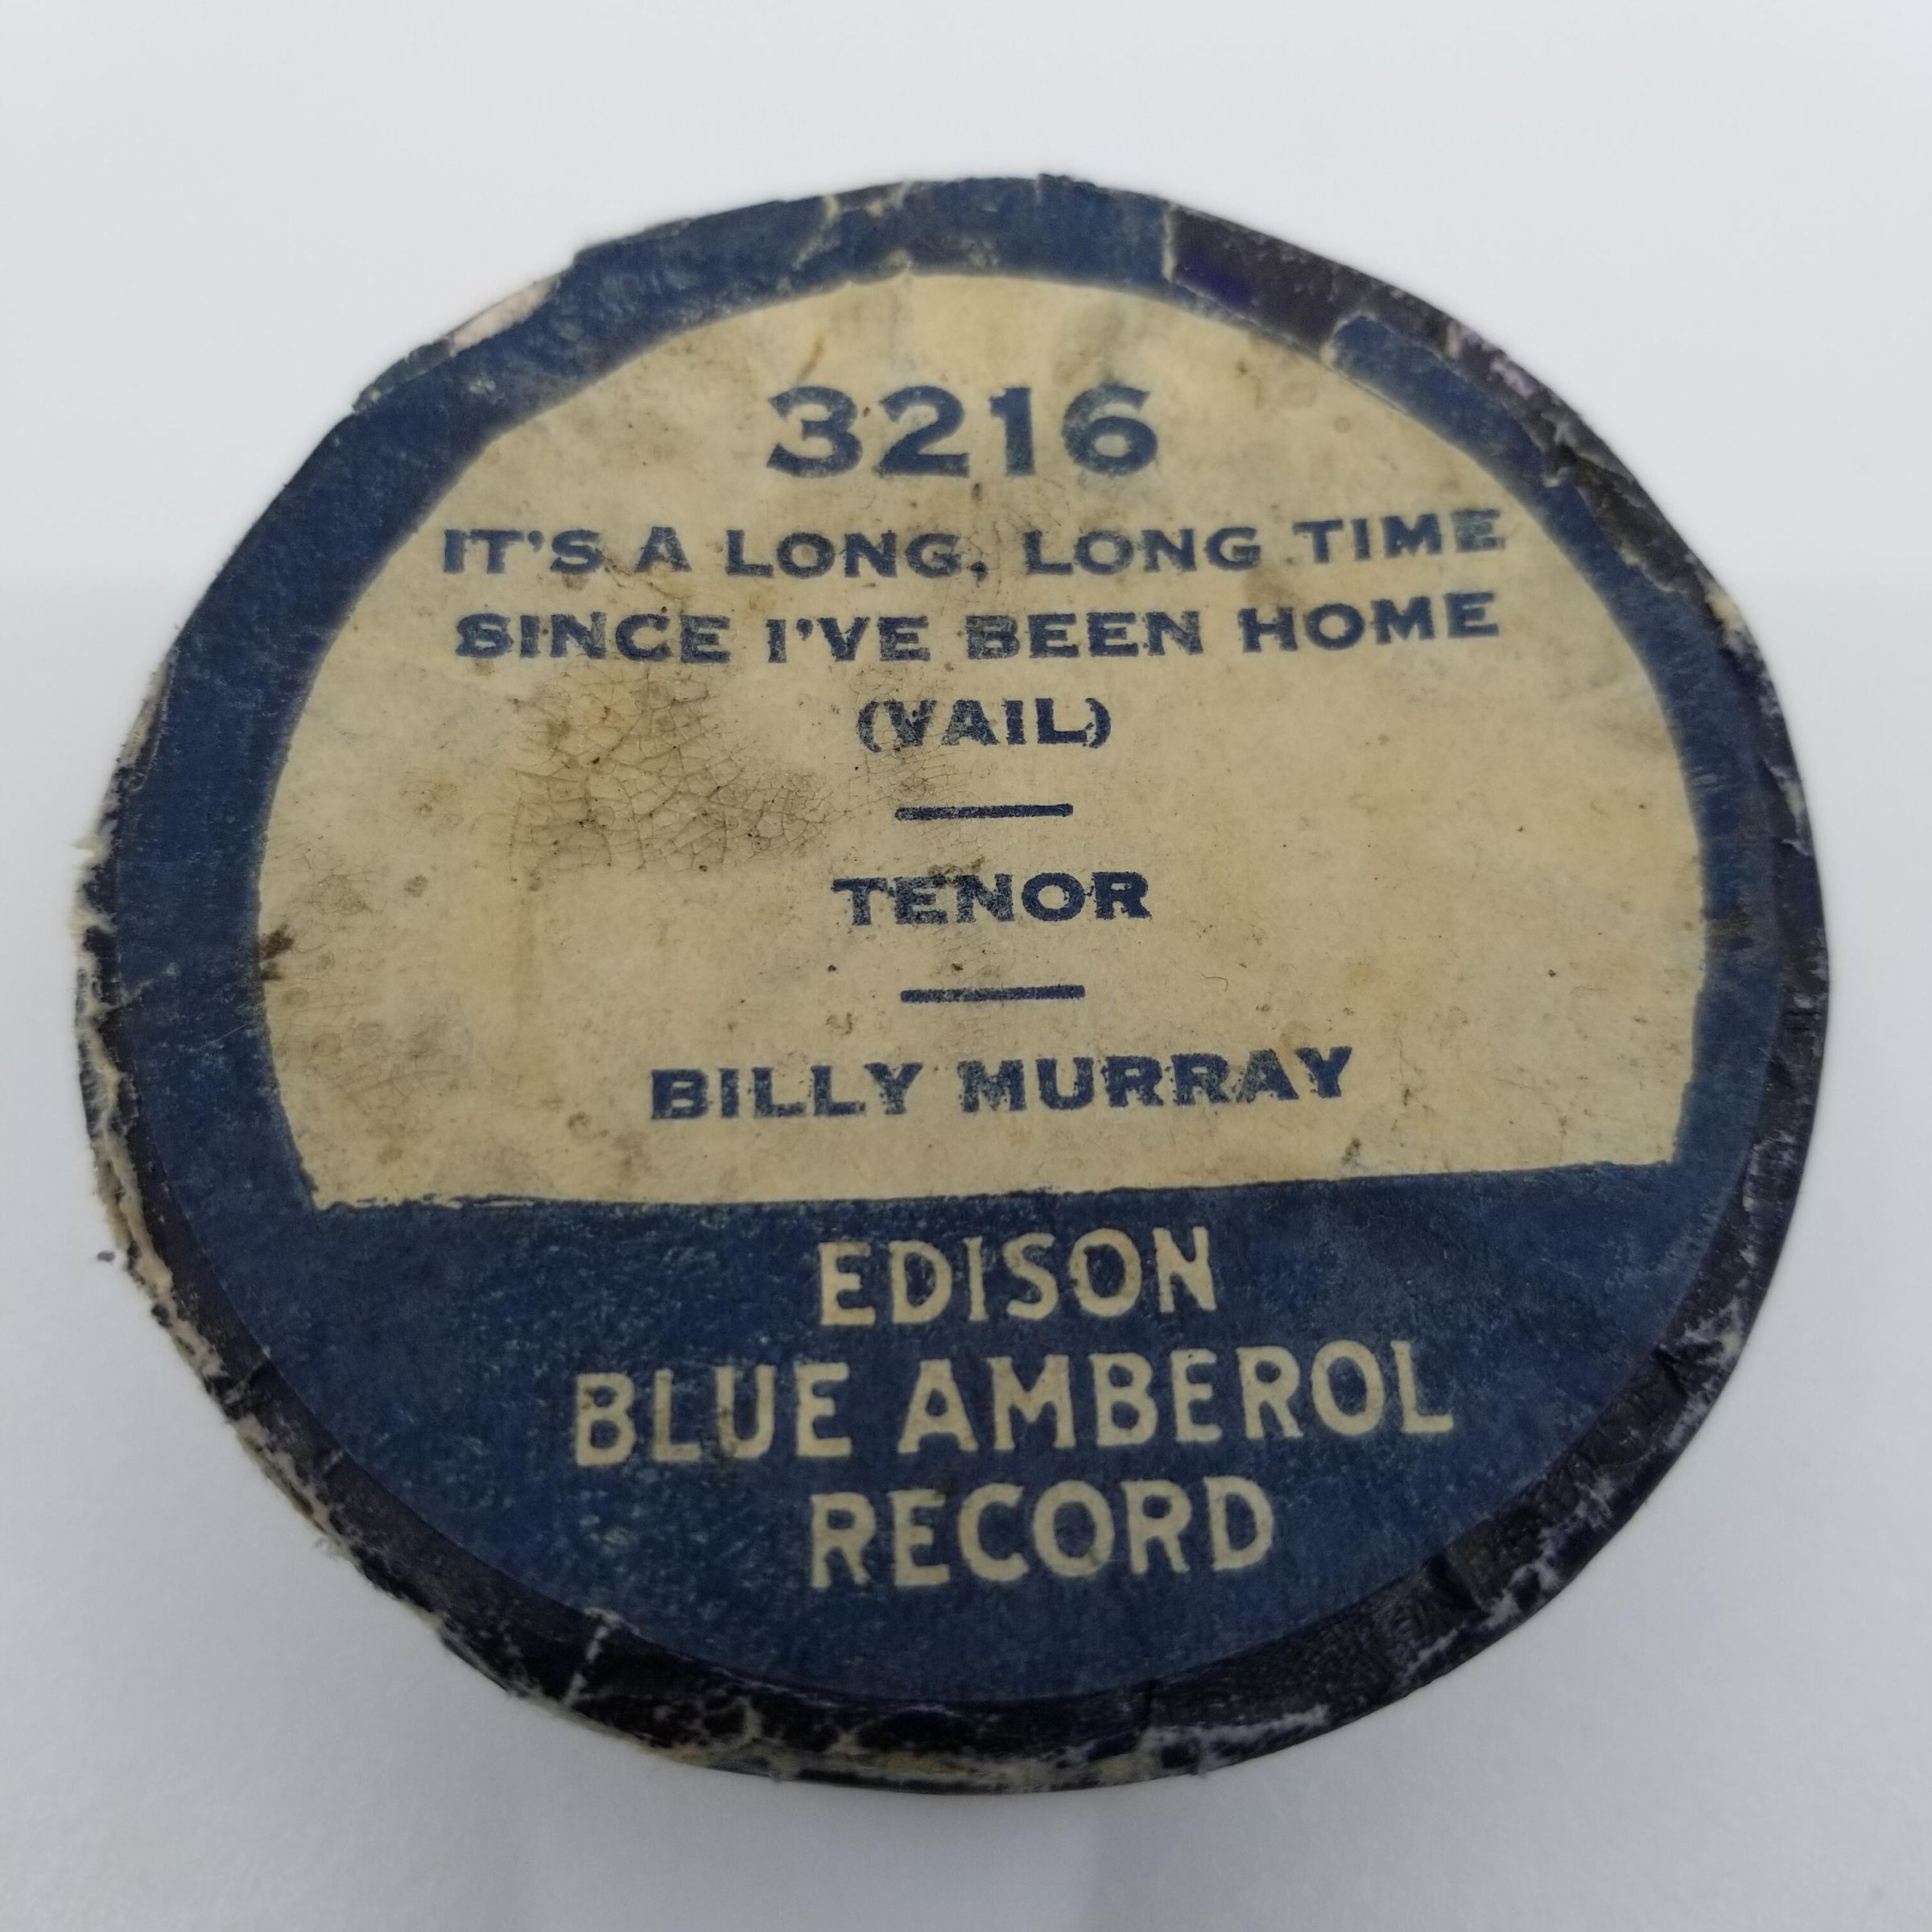 3216
IT'S A LONG, LONG TIME
SINCE I'VE BEEN HOME
(VAIL)
TENOR
BILLY MURRAY
EDISON
BLUE AMBEROL
RECORD